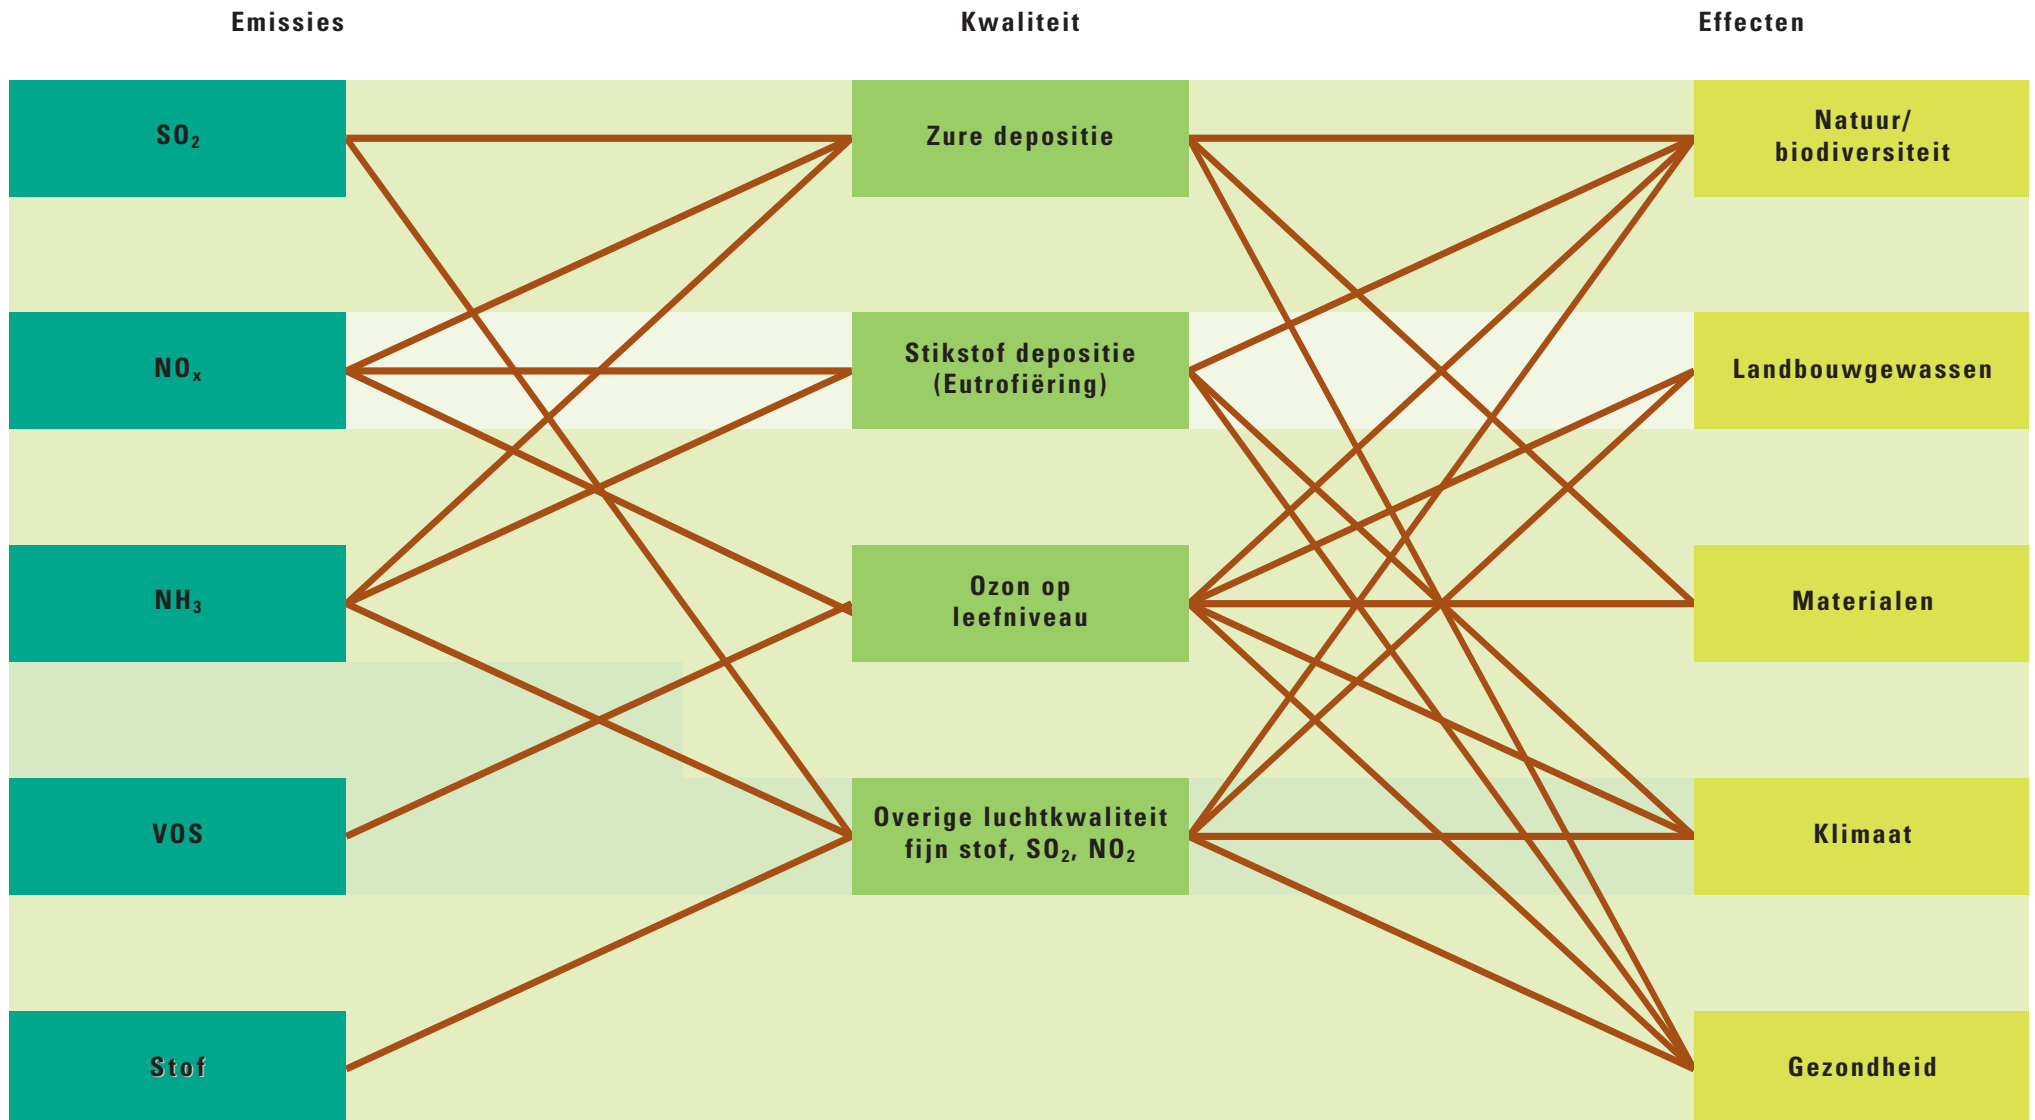 Emissies
Kwaliteit
Effecten
SO₂
Zure depositie
Natuur/
biodiversiteit
NOₓ
Stikstof depositie
(Eutrofiëring)
Landbouwgewassen
NH₃
Ozon op
leefniveau
Materialen
VOS
Overige luchtkwaliteit
fijn stof, SO₂, NO₂
Klimaat
Stof
Gezondheid